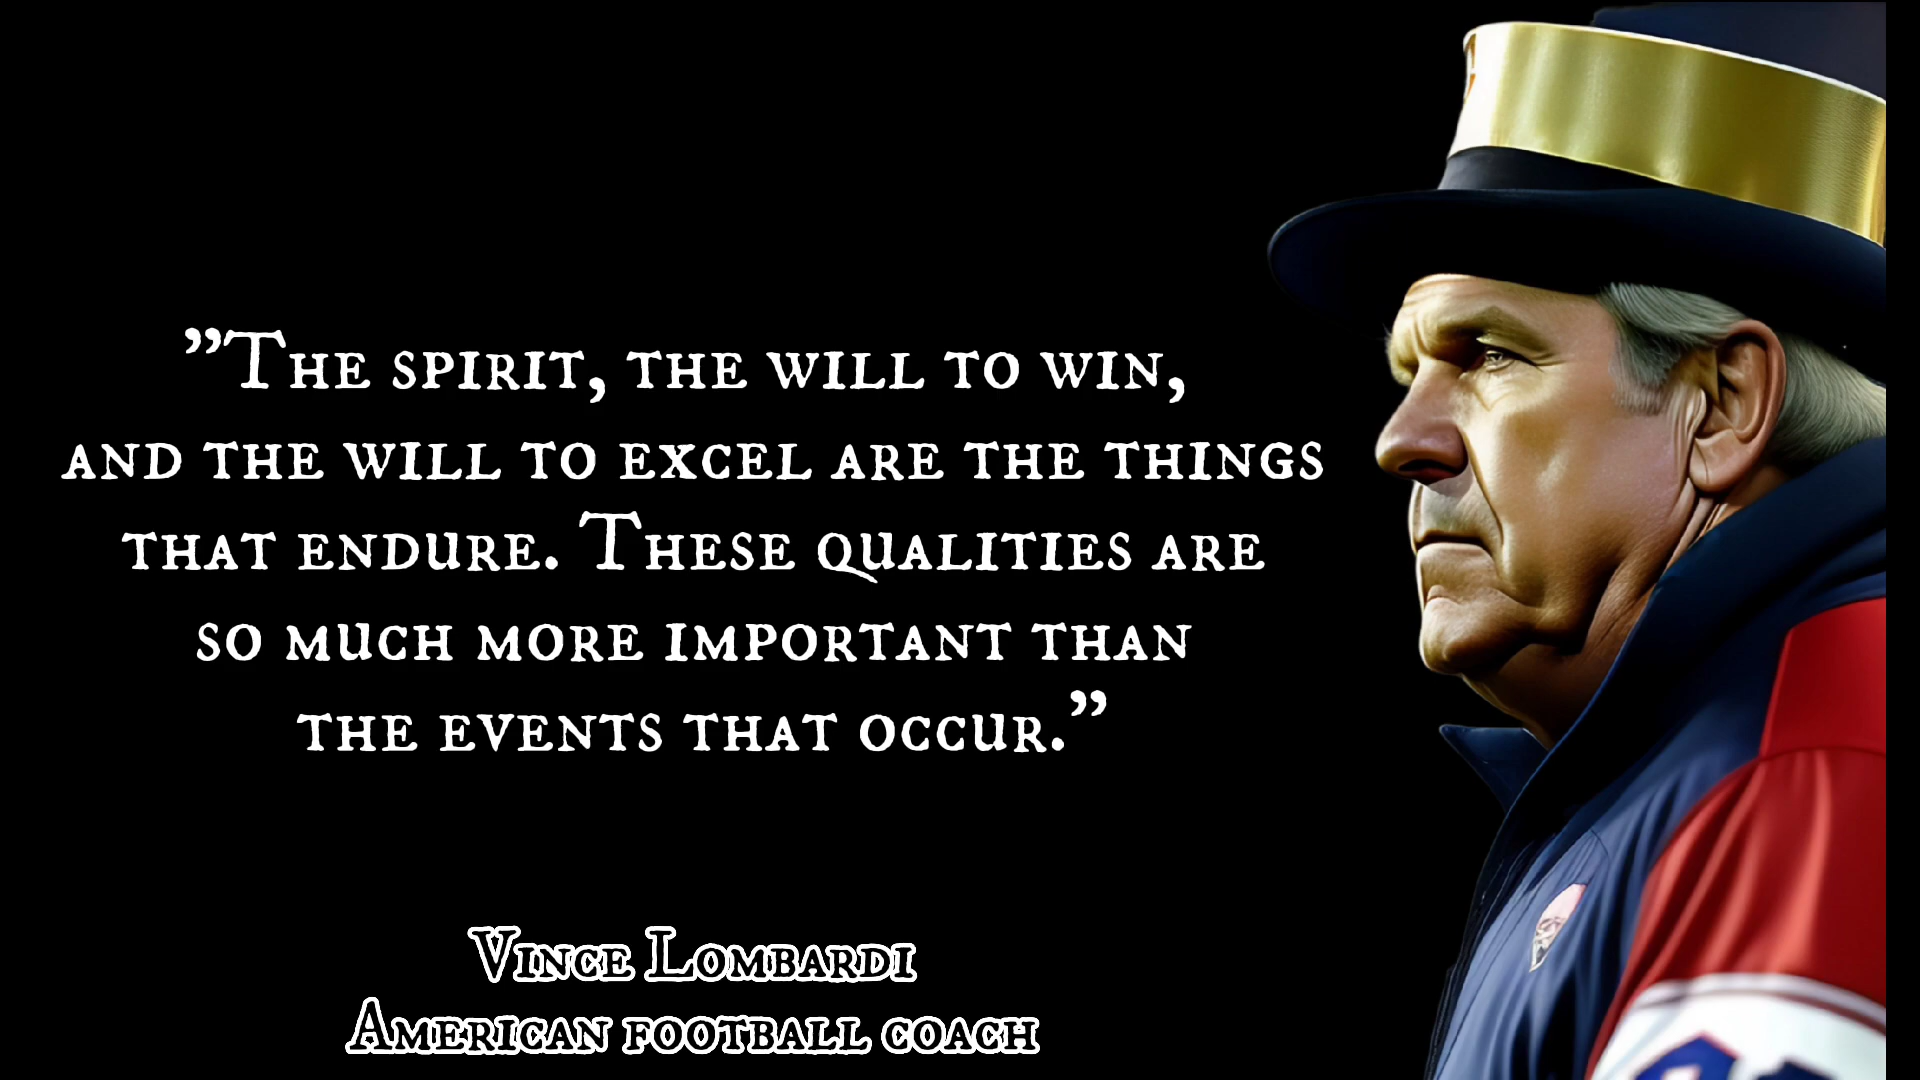 ”The spirit, the will to win,
and the will to excel are the things
that endure. These qualities are
so much more important than
the events that occur.”
Vince Lombardi
American football coach